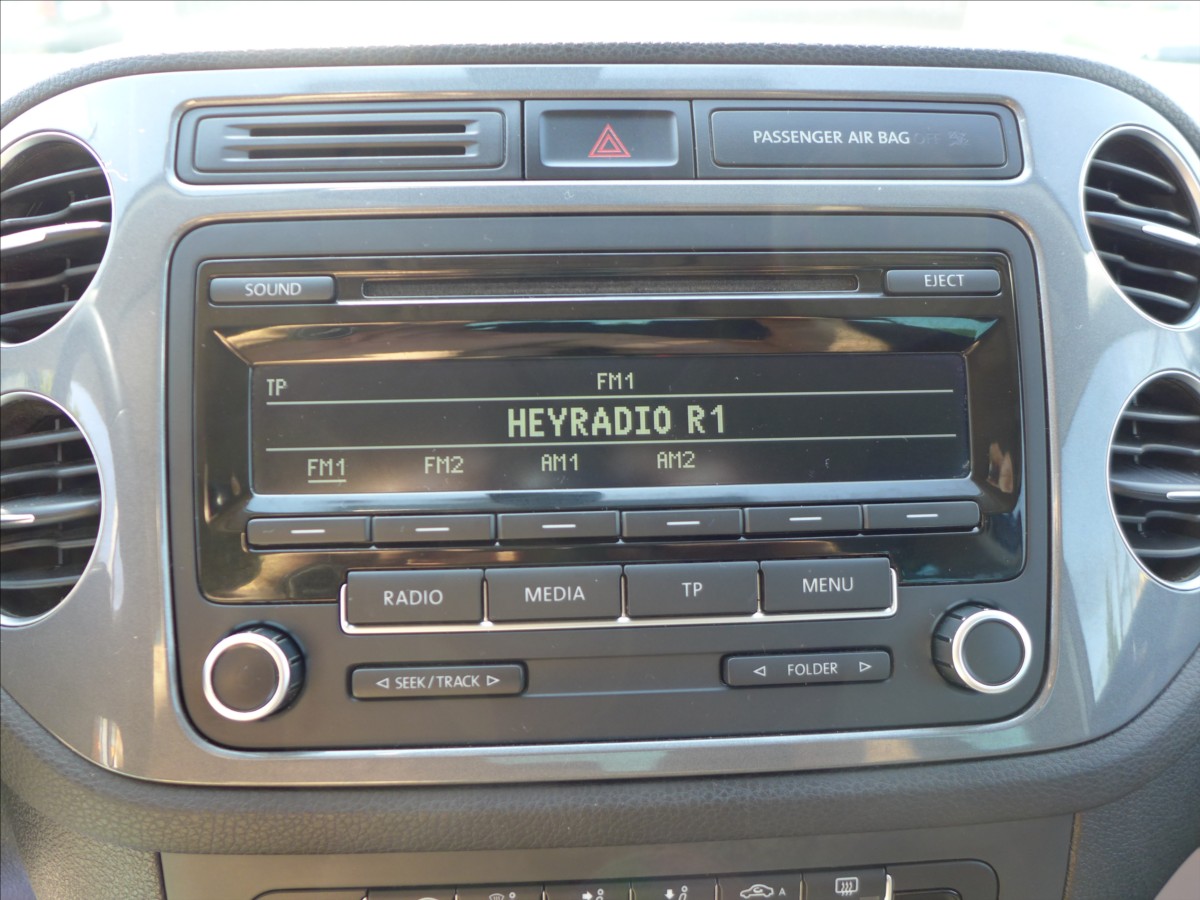 PASSENGER AIR BAG OFF
SOUND
EJECT
TP
FM1
HEYRADIO R1
FM1 FM2 AM1 AM2
RADIO MEDIA TP MENU
SEEK/TRACK
FOLDER
A